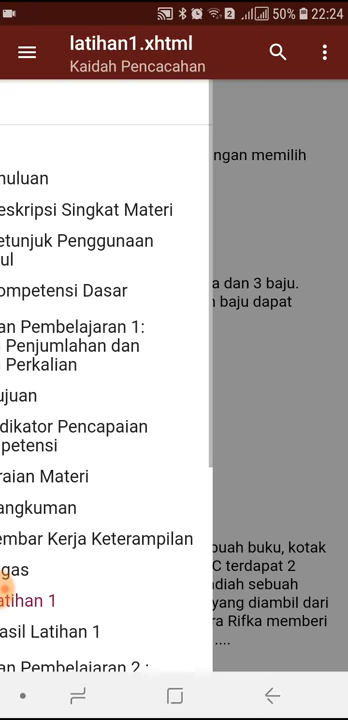 50% 22:24
latihan1.xhtml
Kaidah Pencacahan
nuluan
eskripsi Singkat Materi
etunjuk Penggunaan
ul
ompetensi Dasar
an Pembelajaran 1:
Penjumlahan dan
Perkalian
ujuan
dikator Pencapaian
petensi
raian Materi
angkuman
embar Kerja Keterampilan
gas
atihan 1
asil Latihan 1
an Pembelajaran 2 :
ngan memilih
a dan 3 baju.
baju dapat
buah buku, kotak
C terdapat 2
diah sebuah
yang diambil dari
ra Rifka memberi
....